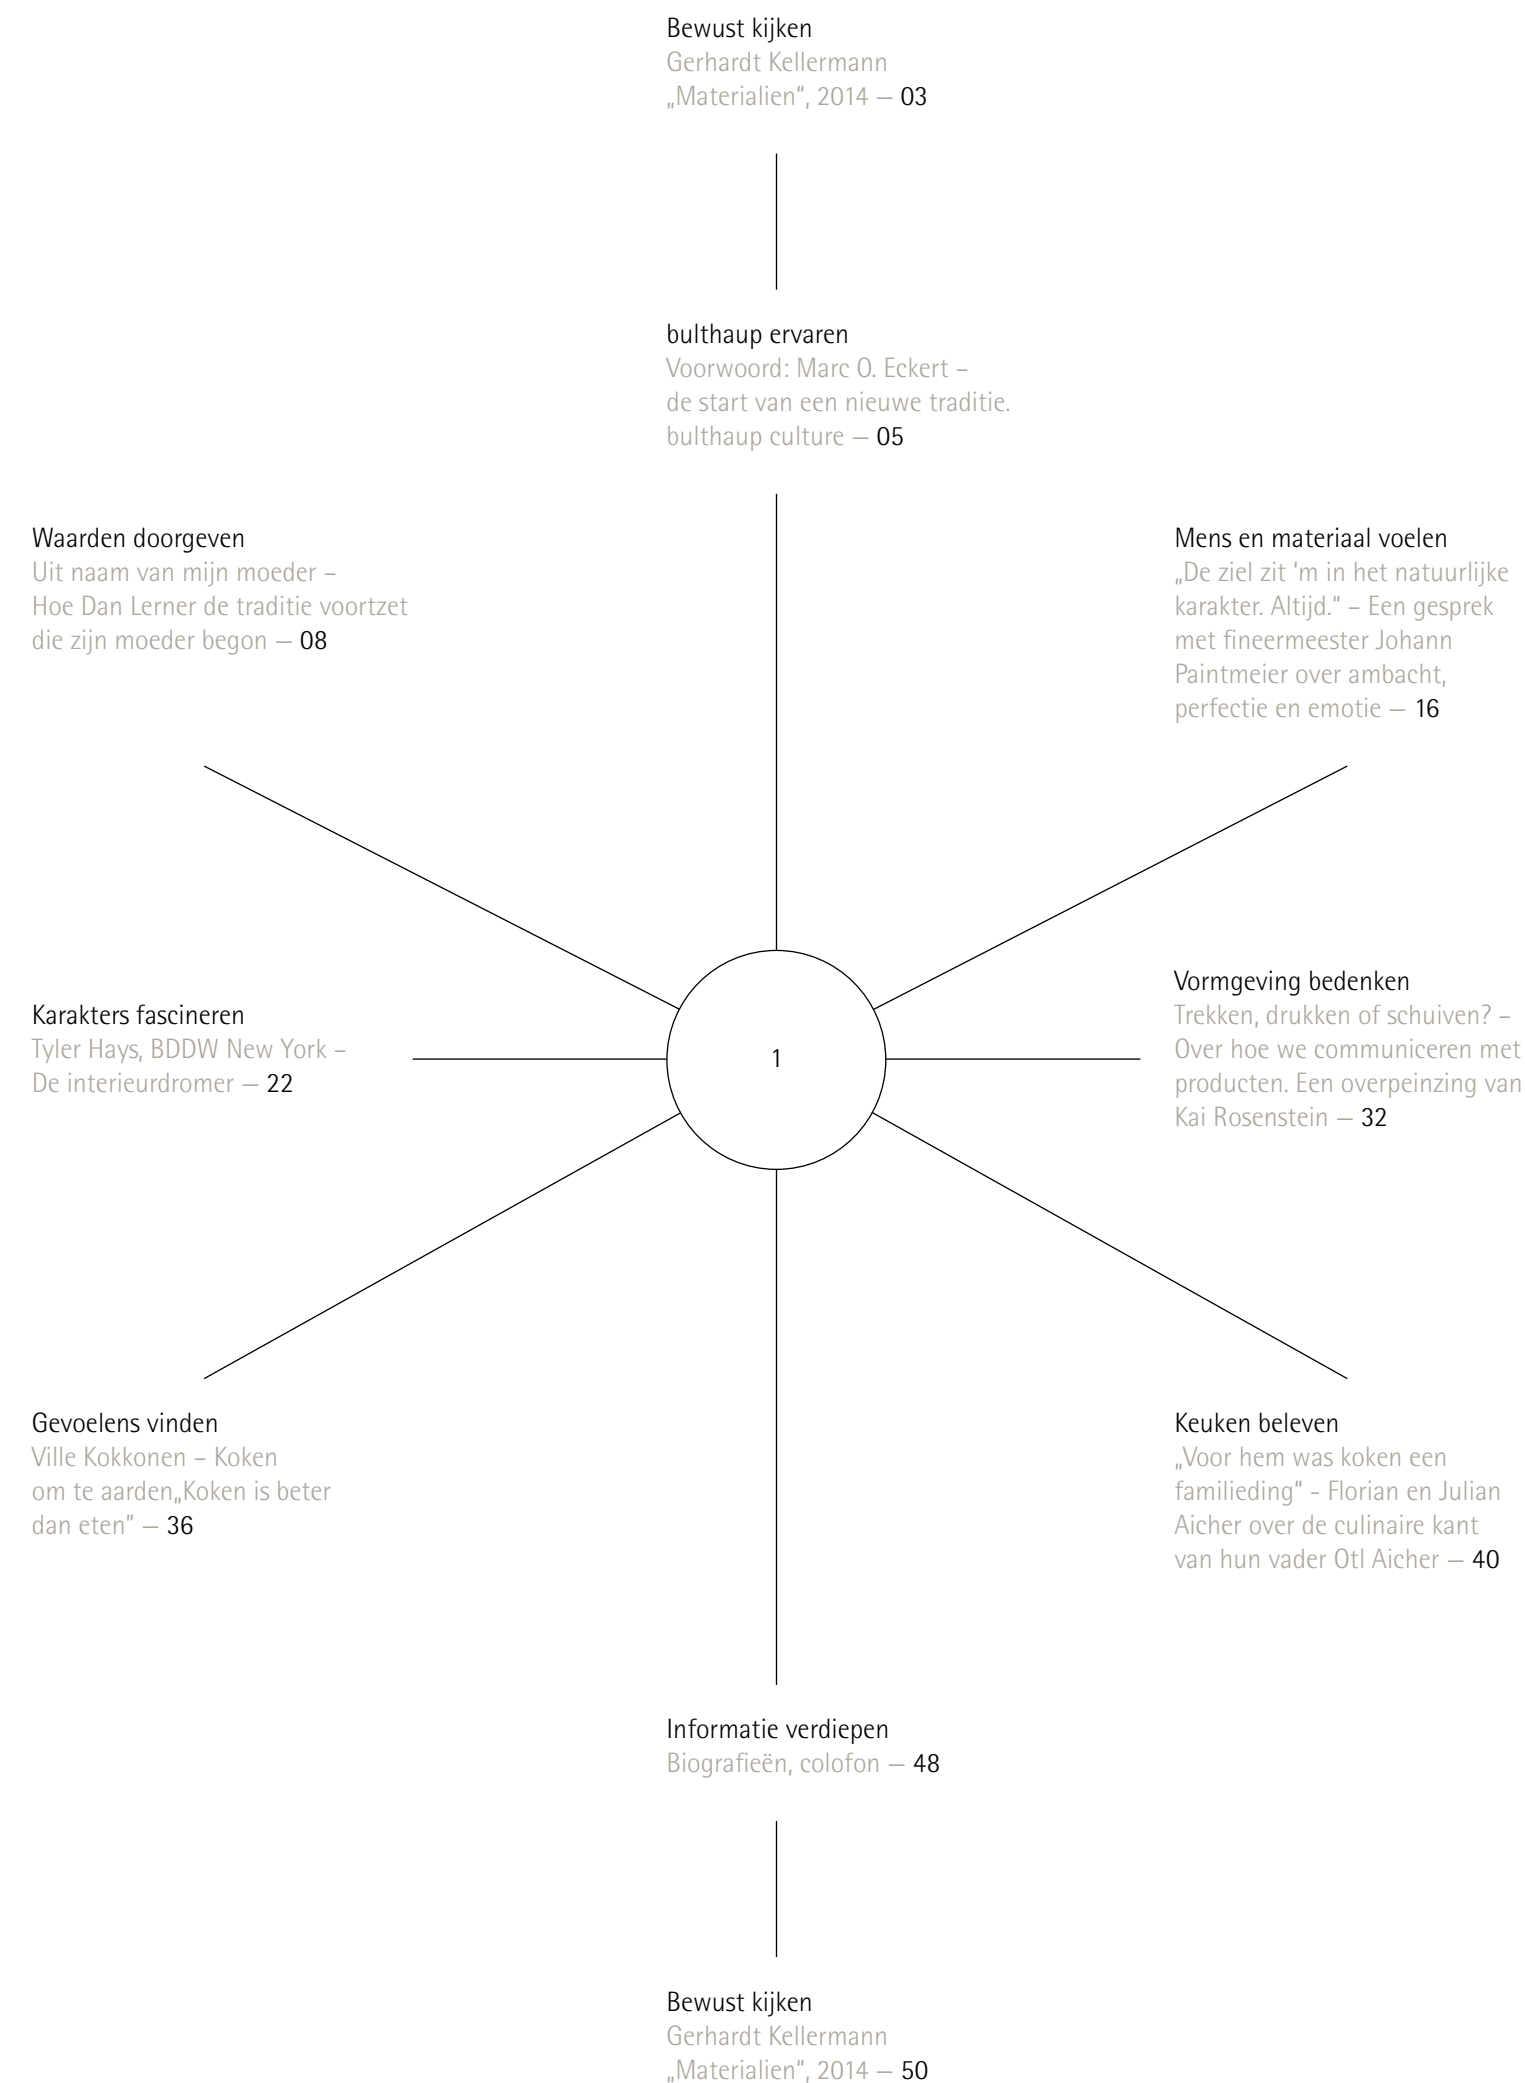 Bewust kijken
Gerhardt Kellermann
„Materialien“, 2014 — 03
bulthaup ervaren
Voorwoord: Marc O. Eckert –
de start van een nieuwe traditie.
bulthaup culture — 05
Waarden doorgeven
Uit naam van mijn moeder –
Hoe Dan Lerner de traditie voortzet
die zijn moeder begon — 08
Mens en materiaal voelen
„De ziel zit ‘m in het natuurlijke
karakter. Altijd.“ – Een gesprek
met fineermeester Johann
Paintmeier over ambacht,
perfectie en emotie — 16
Karakters fascineren
Tyler Hays, BDDW New York –
De interieurdromer — 22
1
Vormgeving bedenken
Trekken, drukken of schuiven? –
Over hoe we communiceren met
producten. Een overpeinzing van
Kai Rosenstein — 32
Gevoelens vinden
Ville Kokkonen – Koken
om te aarden„Koken is beter
dan eten” — 36
Keuken beleven
„Voor hem was koken een
familieding“ - Florian en Julian
Aicher over de culinaire kant
van hun vader Otl Aicher — 40
Informatie verdiepen
Biografieën, colofon — 48
Bewust kijken
Gerhardt Kellermann
„Materialien“, 2014 — 50